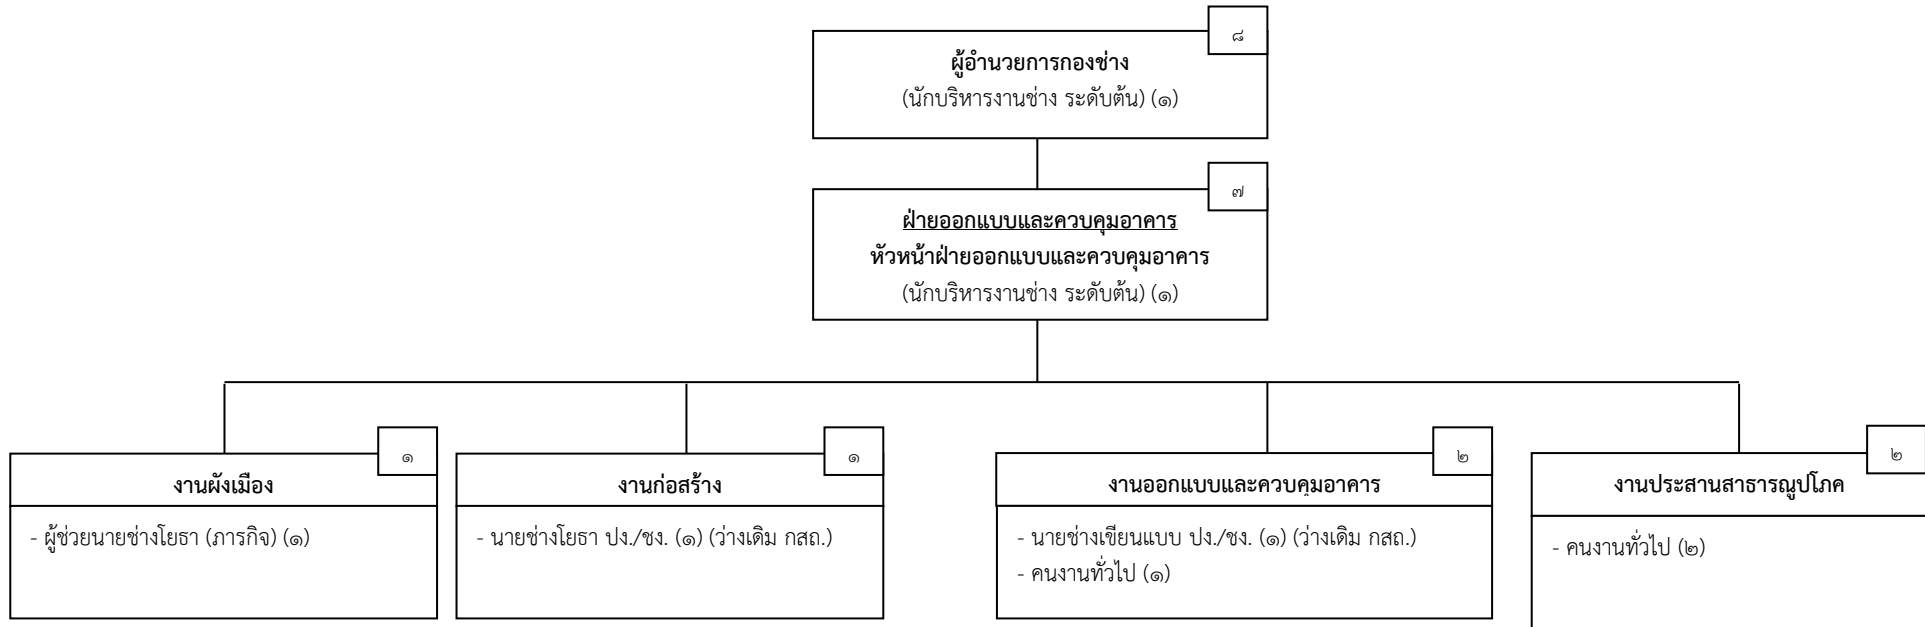 ๘
ผู้อำนวยการกองช่าง
(นักบริหารงานช่าง ระดับต้น) (๑)
๗
ฝ่ายออกแบบและควบคุมอาคาร
หัวหน้าฝ่ายออกแบบและควบคุมอาคาร
(นักบริหารงานช่าง ระดับต้น) (๑)
๑
งานผังเมือง
- ผู้ช่วยนายช่างโยธา (ภารกิจ) (๑)
๑
งานก่อสร้าง
- นายช่างโยธา ปง./ชง. (๑) (ว่างเดิม กสถ.)
๒
งานออกแบบและควบคุมอาคาร
- นายช่างเขียนแบบ ปง./ชง. (๑) (ว่างเดิม กสถ.)
- คนงานทั่วไป (๑)
๒
งานประสานสาธารณูปโภค
- คนงานทั่วไป (๒)